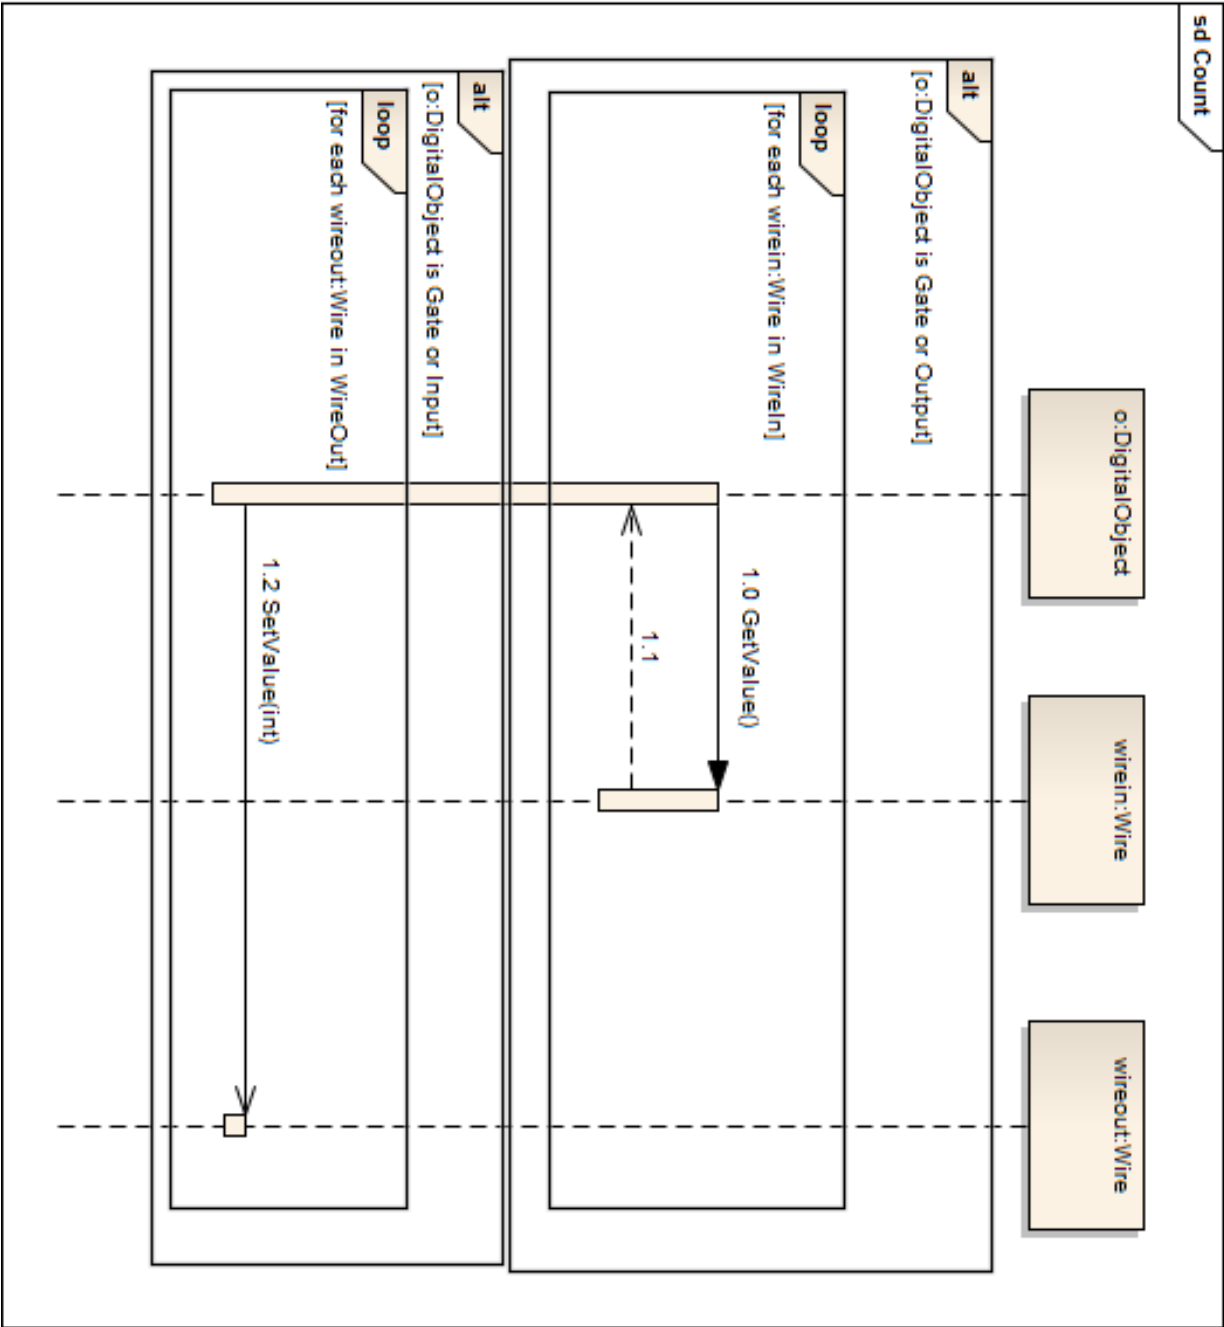 sd Count
o:DigitalObject
wirein:Wire
wireout:Wire
alt
[o:DigitalObject is Gate or Output]
loop
[for each wirein:Wire in WireIn]
1.0 GetValue()
1.1
alt
[o:DigitalObject is Gate or Input]
loop
[for each wireout:Wire in WireOut]
1.2 SetValue(int)